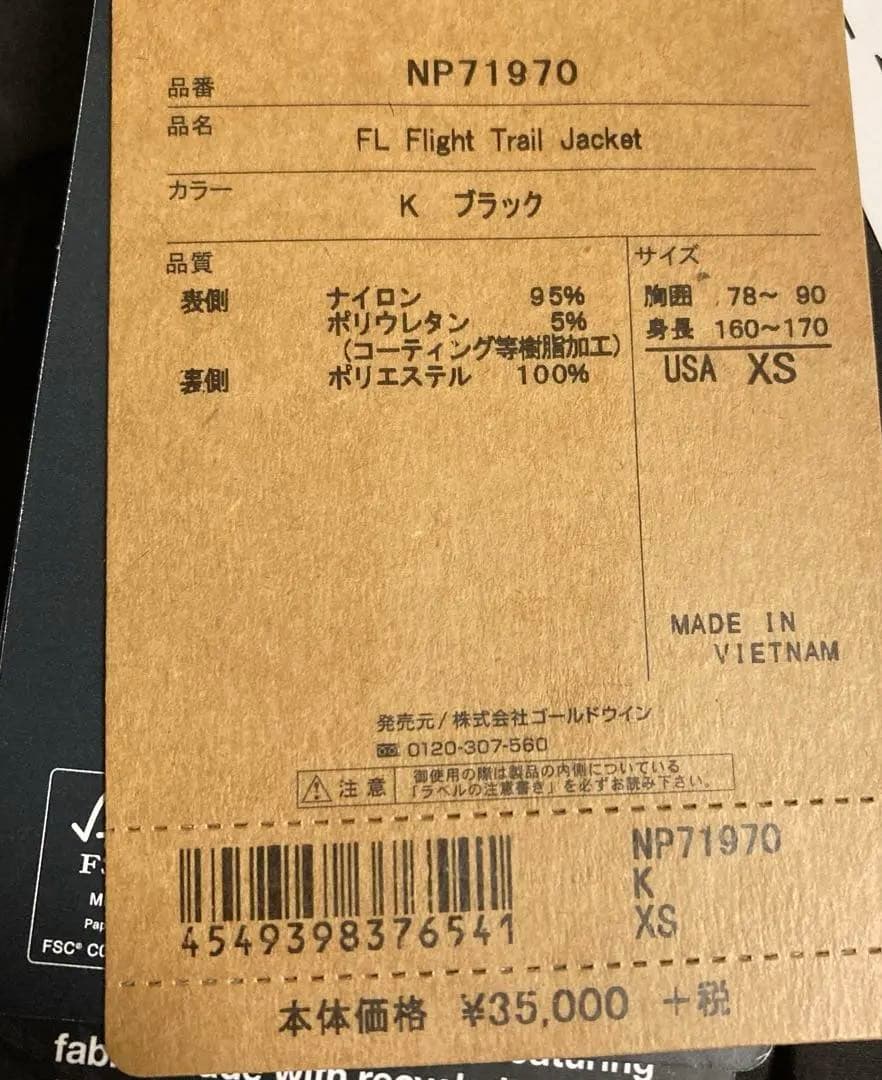 品番 NP71970
品名 FL Flight Trail Jacket
カラー K ブラック
品質
表側 ナイロン 95%
ポリウレタン 5%
(コーティング等樹脂加工)
裏側 ポリエステル 100%
サイズ
胸囲 78~ 90
身長 160~170
USA XS
MADE IN
VIETNAM
発売元/株式会社ゴールドウイン
0120-307-560
注意
御使用の際は製品の内側についている
「ラベルの注意書き」を必ずお読み下さい。
4549398376541
NP71970
K
XS
本体価格 ¥35,000 +税
FSC®
with